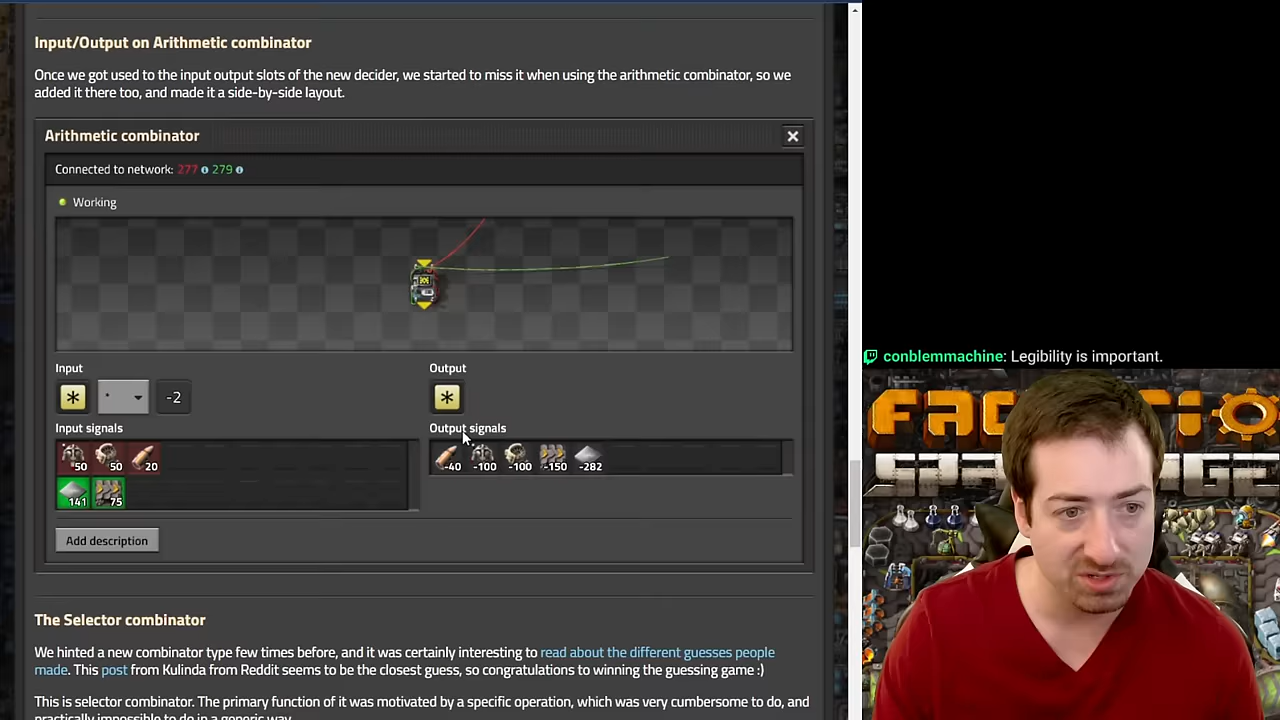 Input/Output on Arithmetic combinator
Once we got used to the input output slots of the new decider, we started to miss it when using the arithmetic combinator, so we
added it there too, and made it a side-by-side layout.
Arithmetic combinator
Connected to network: 277 279
Working
Input
Output
* * -2
*
Input signals
Output signals
50 50 20
-40 -100 -100 -150 -282
141 75
Add description
The Selector combinator
We hinted a new combinator type few times before, and it was certainly interesting to read about the different guesses people
made. This post from Kulinda from Reddit seems to be the closest guess, so congratulations to winning the guessing game :)
This is selector combinator. The primary function of it was motivated by a specific operation, which was very cumbersome to do, and
practically impossible to do in a generic way.
conblemmachine: Legibility is important.